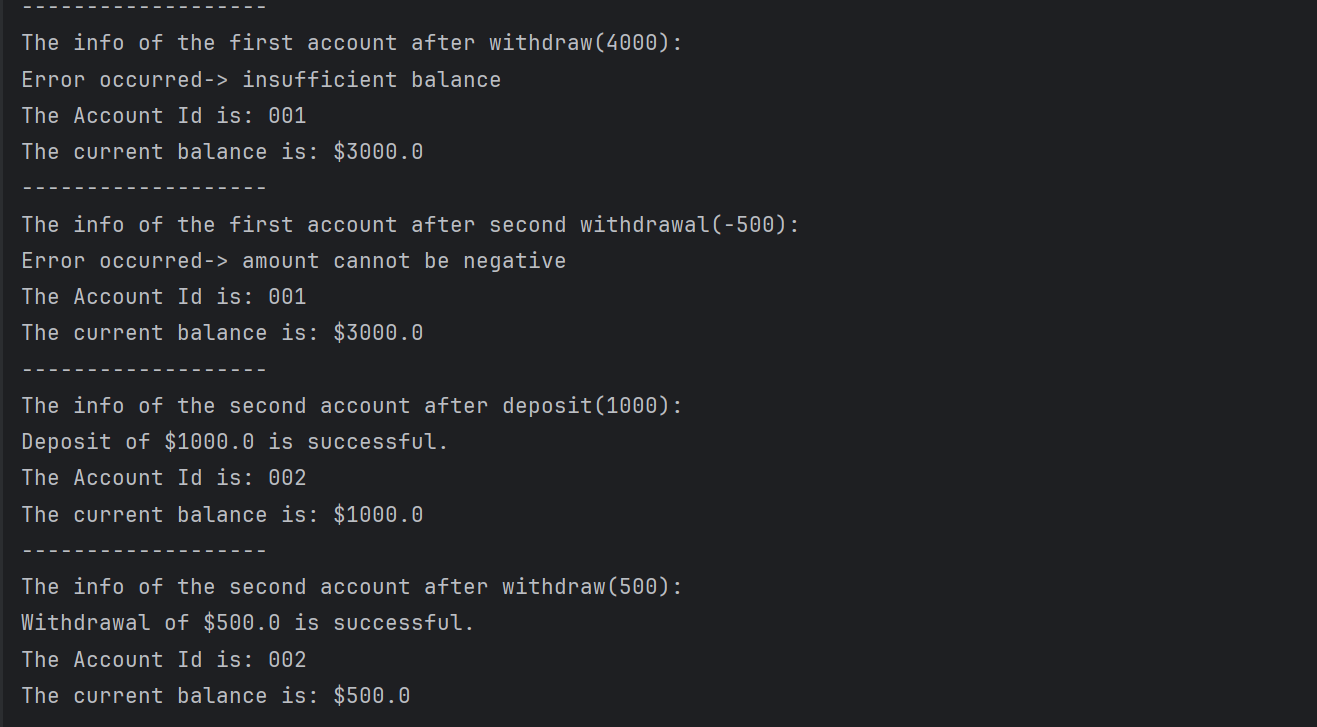 -------------------
The info of the first account after withdraw(4000):
Error occurred-> insufficient balance
The Account Id is: 001
The current balance is: $3000.0
-------------------
The info of the first account after second withdrawal(-500):
Error occurred-> amount cannot be negative
The Account Id is: 001
The current balance is: $3000.0
-------------------
The info of the second account after deposit(1000):
Deposit of $1000.0 is successful.
The Account Id is: 002
The current balance is: $1000.0
-------------------
The info of the second account after withdraw(500):
Withdrawal of $500.0 is successful.
The Account Id is: 002
The current balance is: $500.0